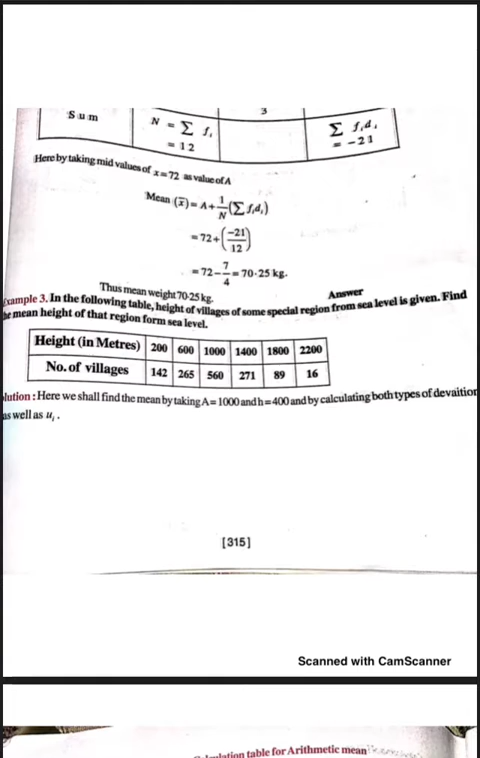 3
Sum N = ∑ fᵢ ∑ fᵢdᵢ
= 12 = -21
Here by taking mid values of x = 72 as value of A
Mean (x̄) = A + 1/N (∑ fᵢdᵢ)
= 72 + (-21/12)
= 72 - 7/4 = 70·25 kg.
Thus mean weight 70·25 kg. Answer
Example 3. In the following table, height of villages of some special region from sea level is given. Find
the mean height of that region form sea level.
Height (in Metres) 200 600 1000 1400 1800 2200
No. of villages 142 265 560 271 89 16
lution : Here we shall find the mean by taking A = 1000 and h = 400 and by calculating both types of devaition
as well as uᵢ .
[315]
Scanned with CamScanner
lation table for Arithmetic mean